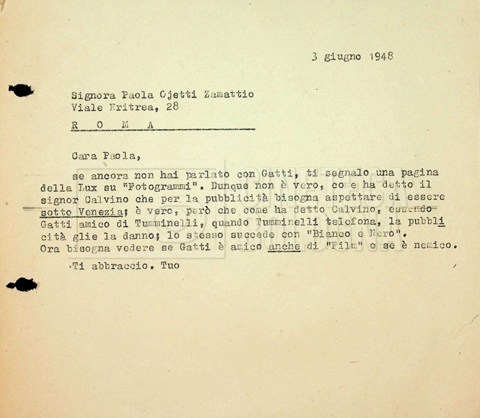 3 giugno 1948
Signora Paola Ojetti Zamattio
Viale Eritrea, 28
R O M A
Cara Paola,
se ancora non hai parlato con Gatti, ti segnalo una pagina
della Lux su "Fotogrammi". Dunque non è vero, come ha detto il
signor Calvino che per la pubblicità bisogna aspettare di essere
sotto Venezia; è vero, però che come ha detto Calvino, essendo
Gatti amico di Tumminelli, quando Tumminelli telefona, la pubbli
cità glie la danno; lo stesso succede con "Bianco e Nero".
Ora bisogna vedere se Gatti è amico anche di "Film" o se è nemico.
Ti abbraccio. Tuo